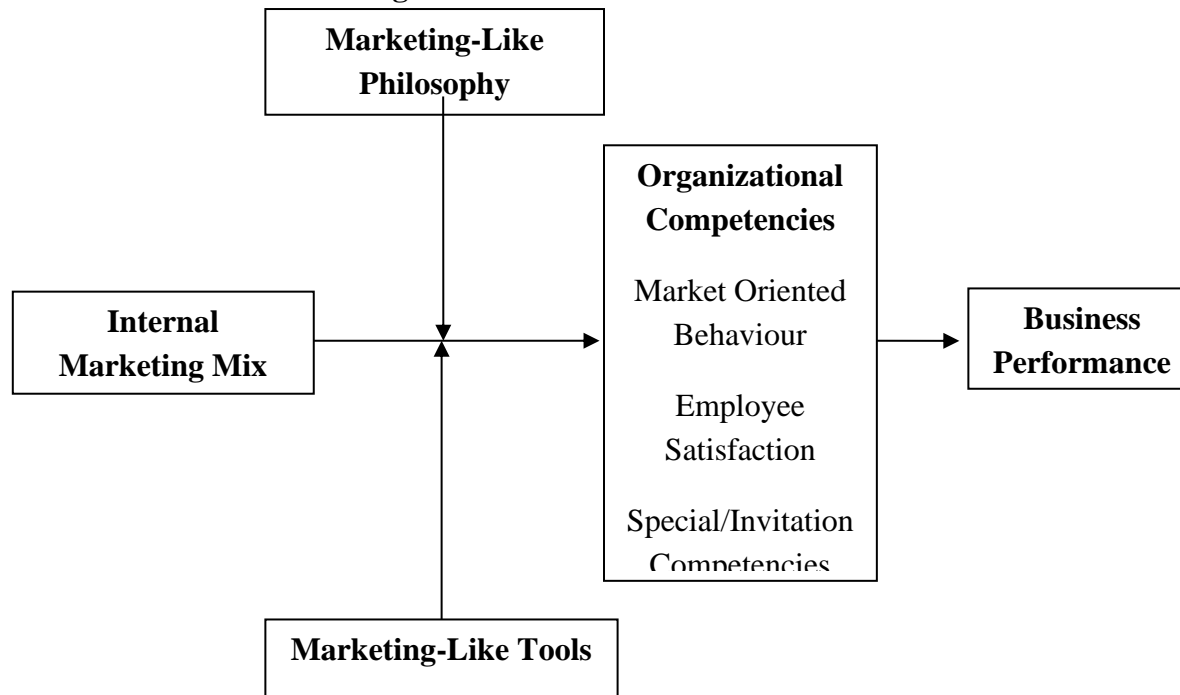 Marketing-Like
Philosophy
Organizational
Competencies
Market Oriented
Behaviour
Employee
Satisfaction
Special/Invitation
Competencies
Internal
Marketing Mix
Business
Performance
Marketing-Like Tools